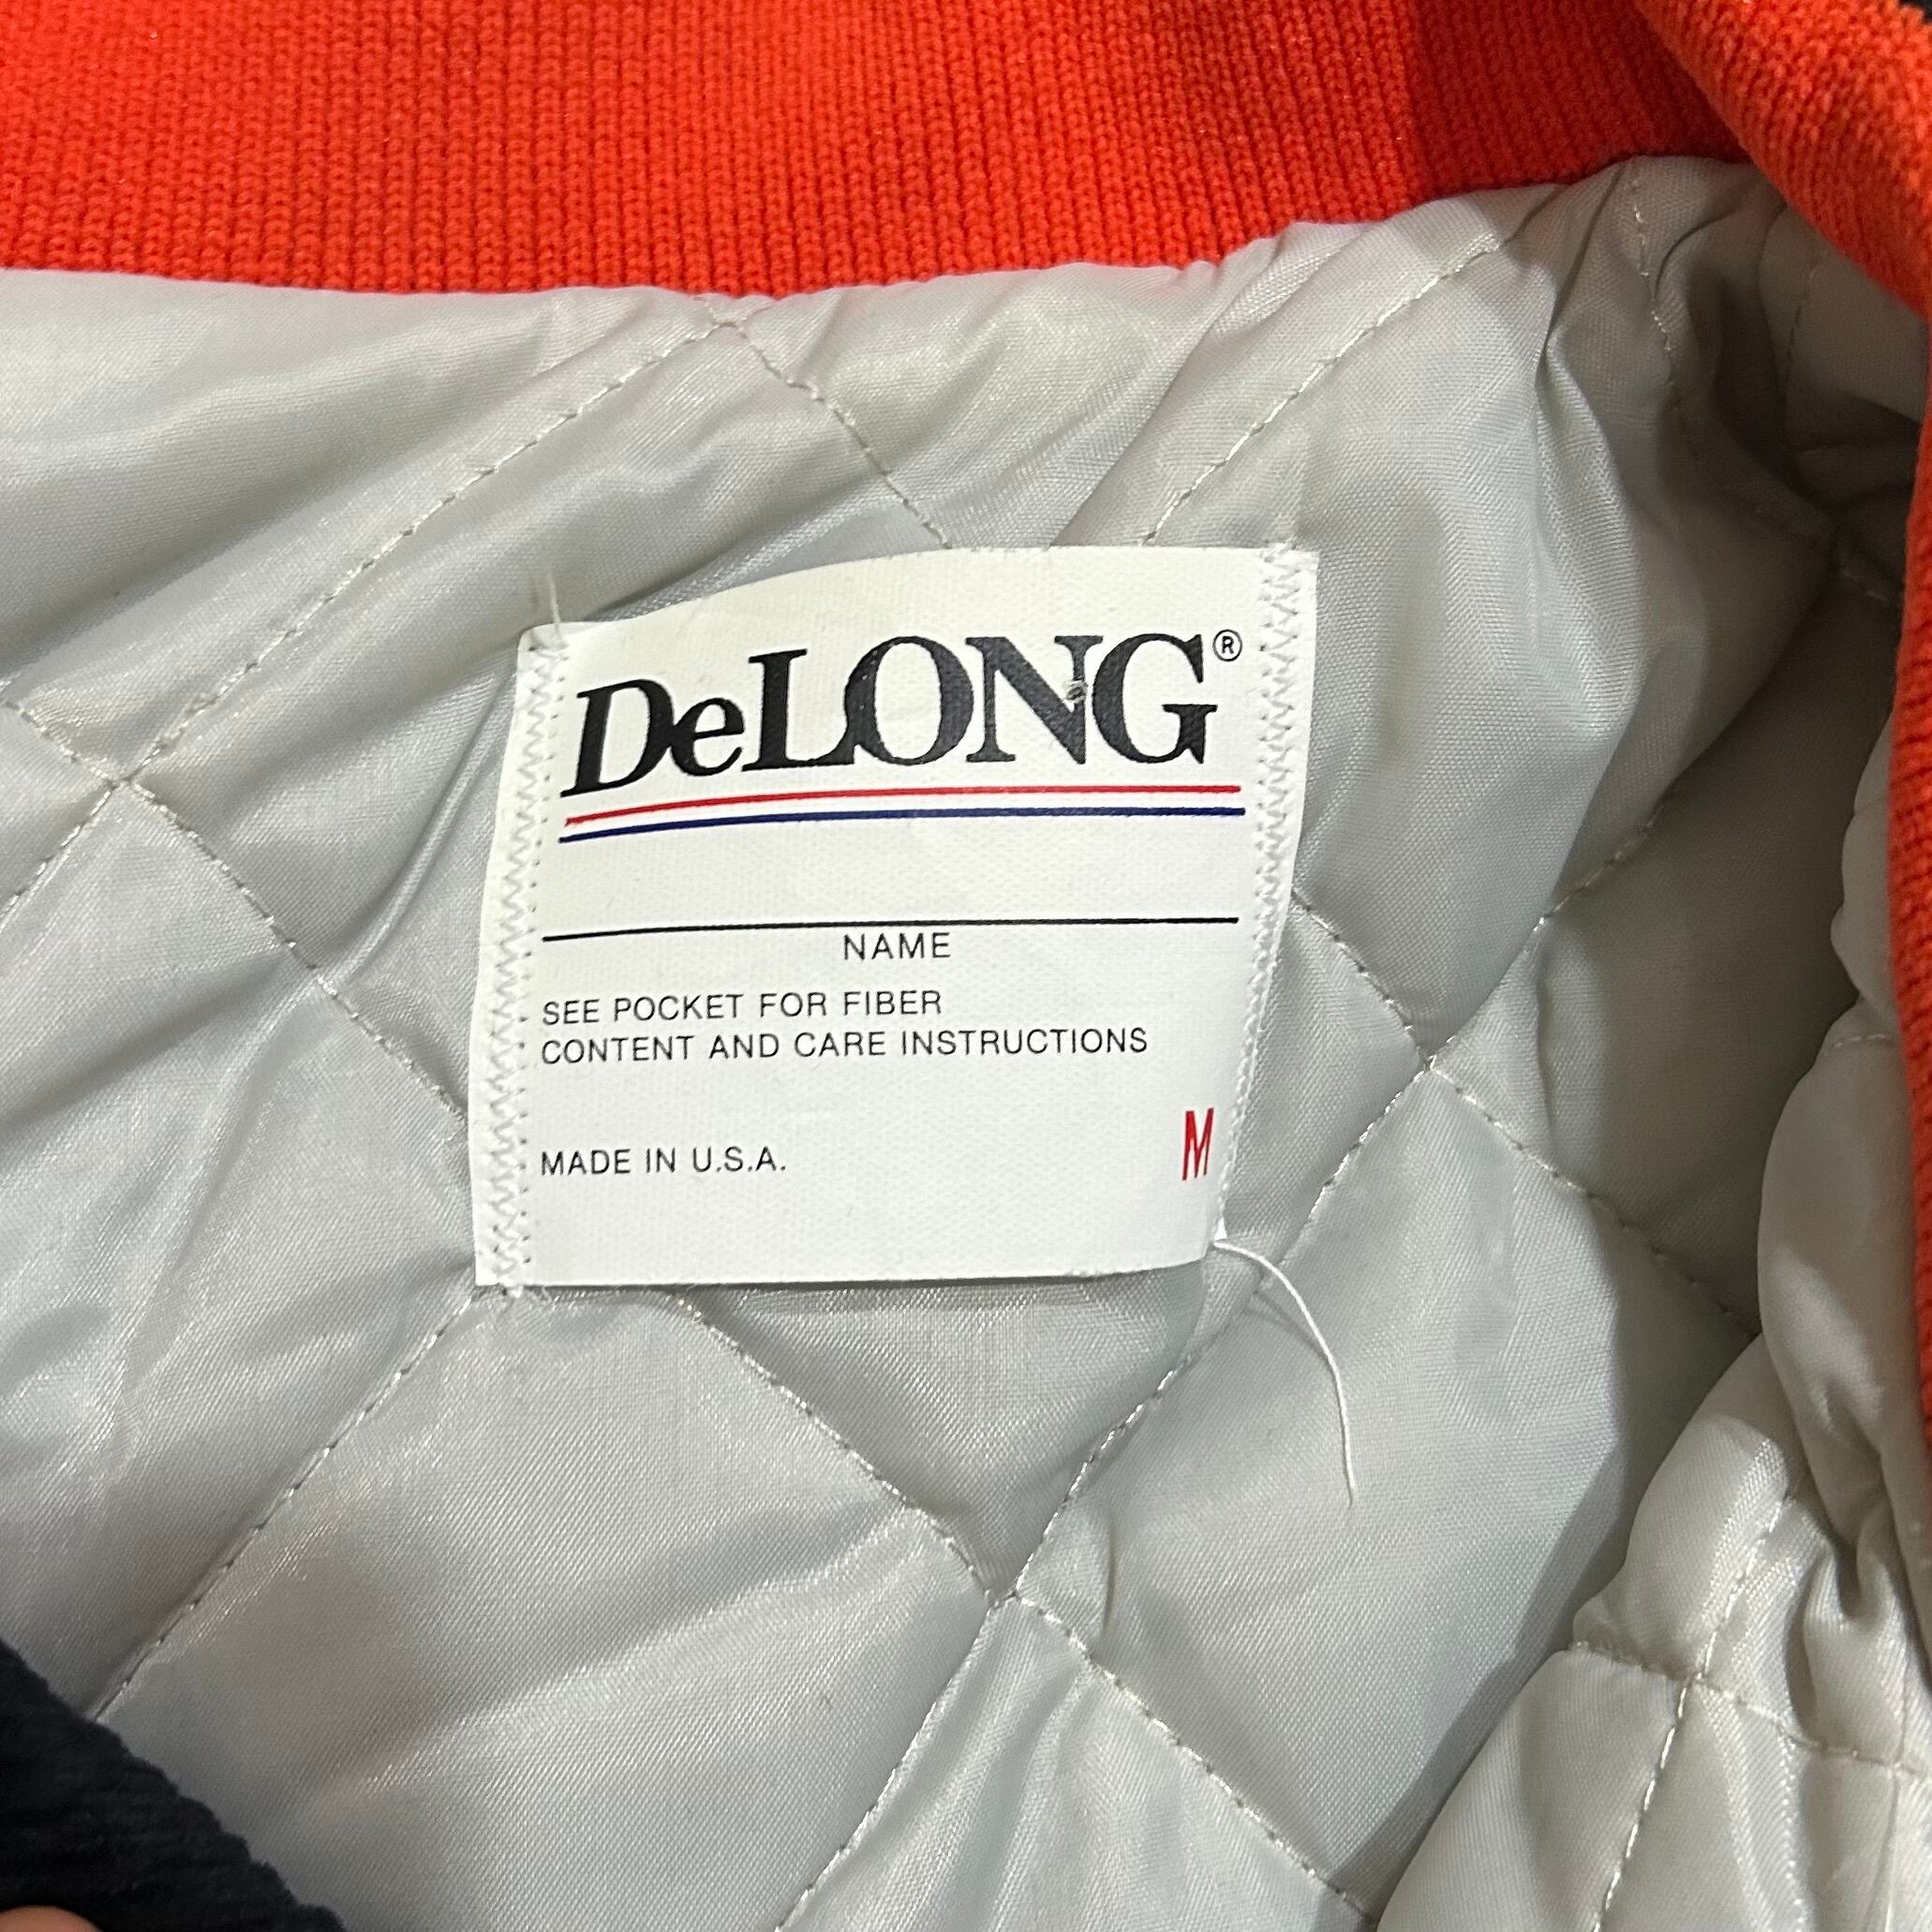 DeLONG®
NAME
SEE POCKET FOR FIBER
CONTENT AND CARE INSTRUCTIONS
MADE IN U.S.A.
M